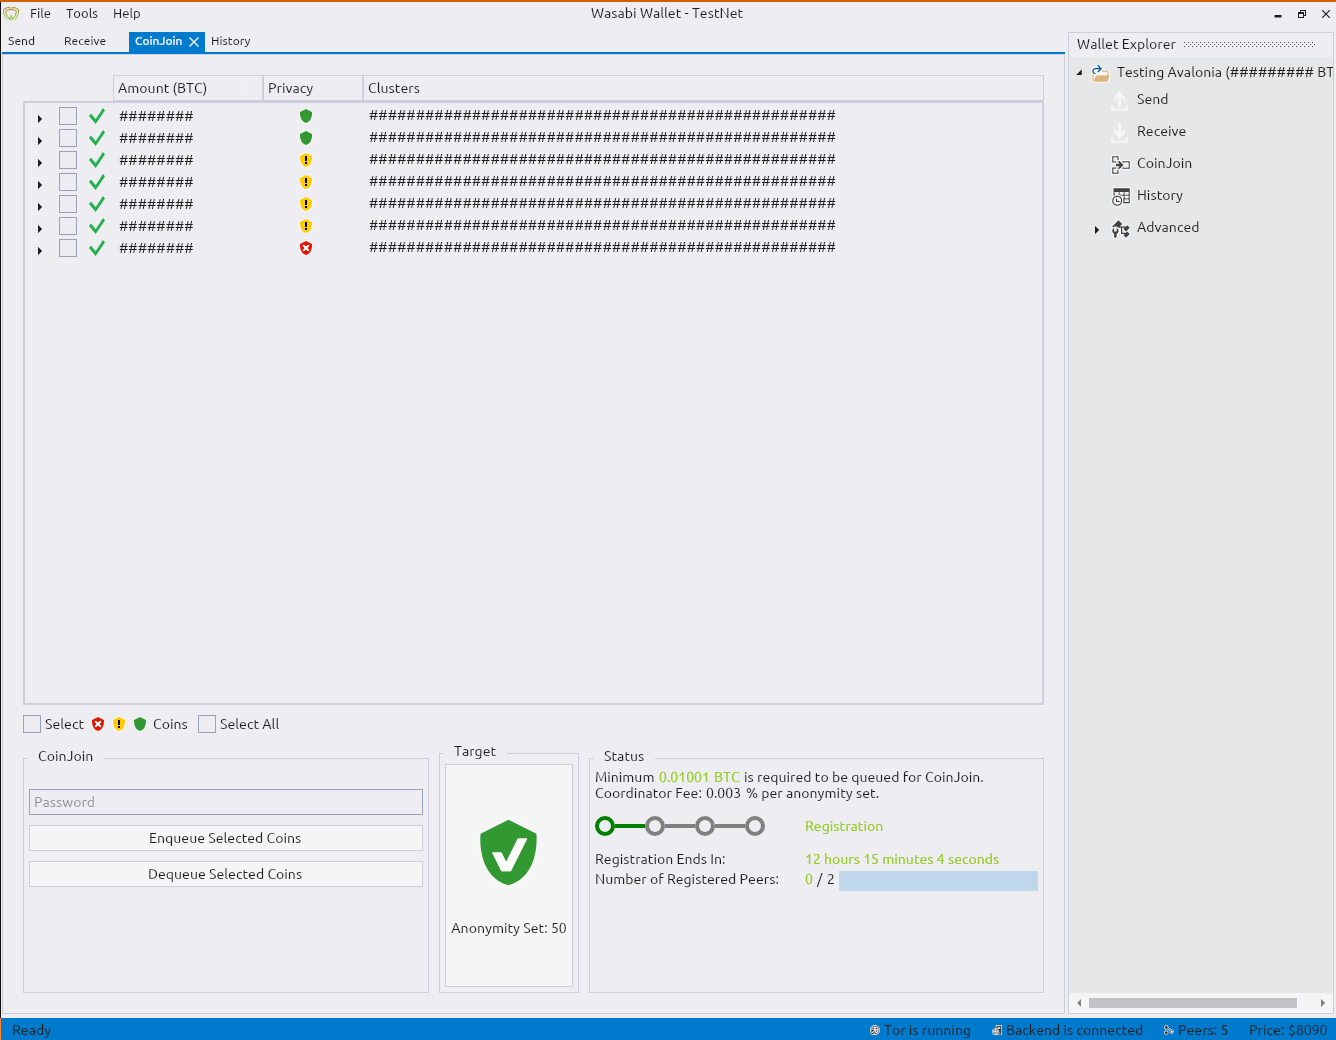 File Tools Help
Wasabi Wallet - TestNet
Send Receive CoinJoin History
Amount (BTC) Privacy Clusters
######## ##################################################
######## ##################################################
######## ##################################################
######## ##################################################
######## ##################################################
######## ##################################################
######## ##################################################
Select Coins Select All
CoinJoin
Password
Enqueue Selected Coins
Dequeue Selected Coins
Target
Anonymity Set: 50
Status
Minimum 0.01001 BTC is required to be queued for CoinJoin.
Coordinator Fee: 0.003 % per anonymity set.
Registration
Registration Ends In: 12 hours 15 minutes 4 seconds
Number of Registered Peers: 0 / 2
Wallet Explorer
Testing Avalonia (######### BT
Send
Receive
CoinJoin
History
Advanced
Ready
Tor is running Backend is connected Peers: 5 Price: $8090